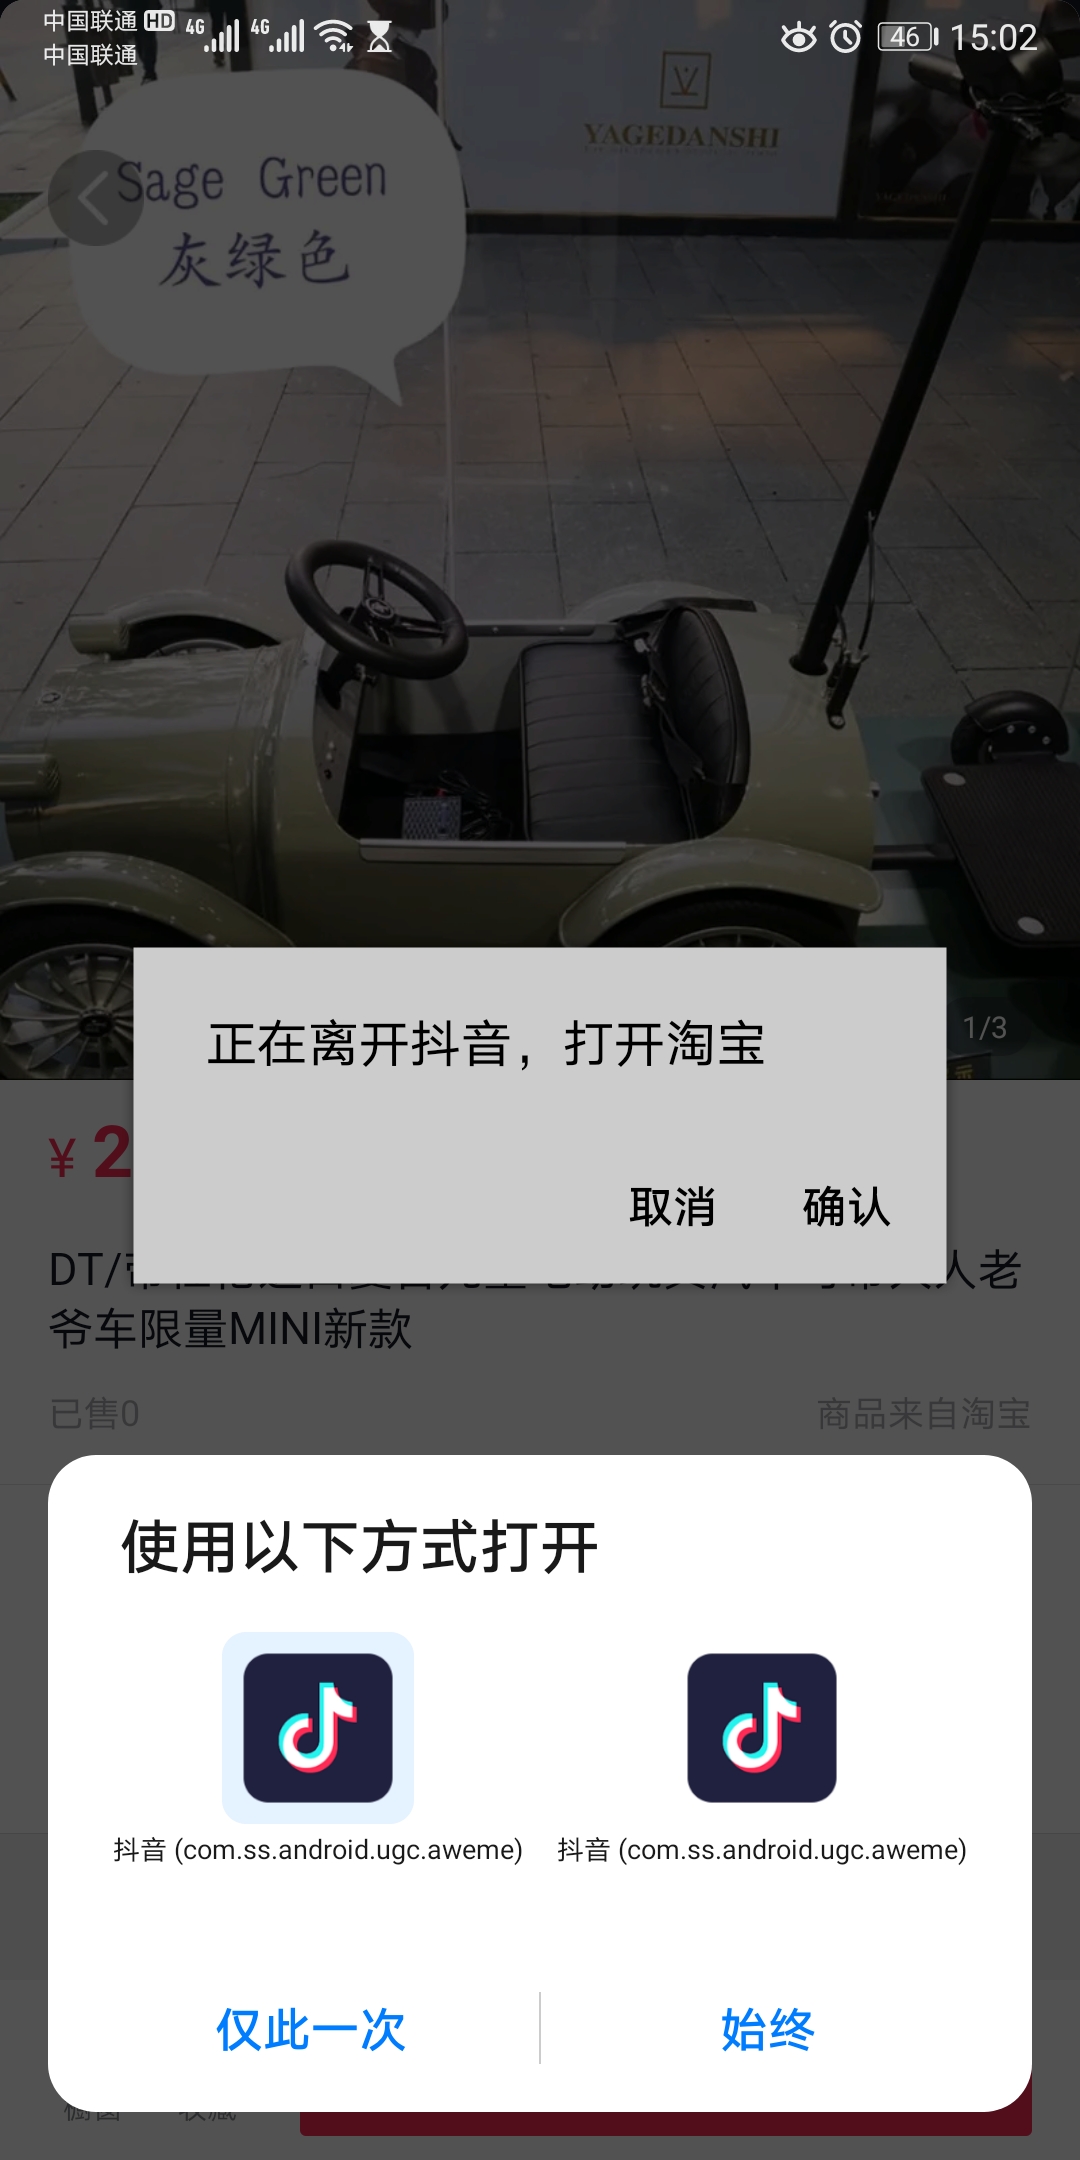 中国联通 HD 4G 4G 46 15:02
中国联通
YAGEDANSHI
Sage Green
灰绿色
1/3
正在离开抖音，打开淘宝
取消 确认
¥ 2
DT/
人老
爷车限量MINI新款
已售0 商品来自淘宝
使用以下方式打开
抖音 (com.ss.android.ugc.aweme) 抖音 (com.ss.android.ugc.aweme)
仅此一次 始终